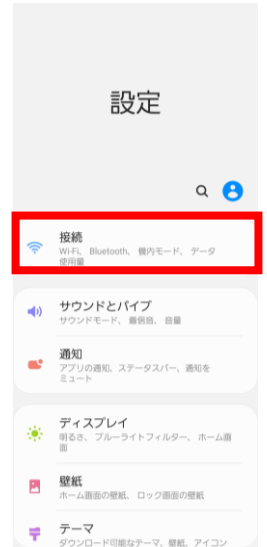 設定
接続
Wi-Fi、 Bluetooth、 機内モード、 データ
使用量
サウンドとバイブ
サウンドモード、 着信音、 音量
通知
アプリの通知、ステータスバー、通知を
ミュート
ディスプレイ
明るさ、 ブルーライトフィルター、 ホーム画
面
壁紙
ホーム画面の壁紙、 ロック画面の壁紙
テーマ
ダウンロード可能なテーマ、壁紙、アイコン